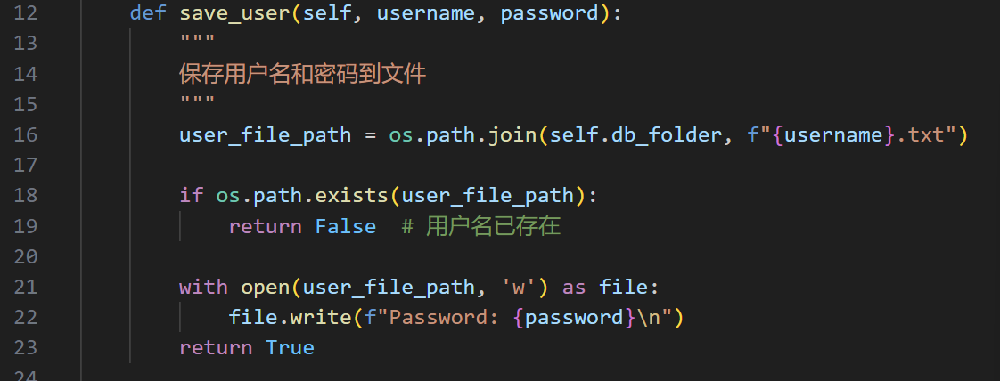 12 def save_user(self, username, password):
13 """
14 保存用户名和密码到文件
15 """
16 user_file_path = os.path.join(self.db_folder, f"{username}.txt")
17
18 if os.path.exists(user_file_path):
19 return False # 用户名已存在
20
21 with open(user_file_path, 'w') as file:
22 file.write(f"Password: {password}\n")
23 return True
24